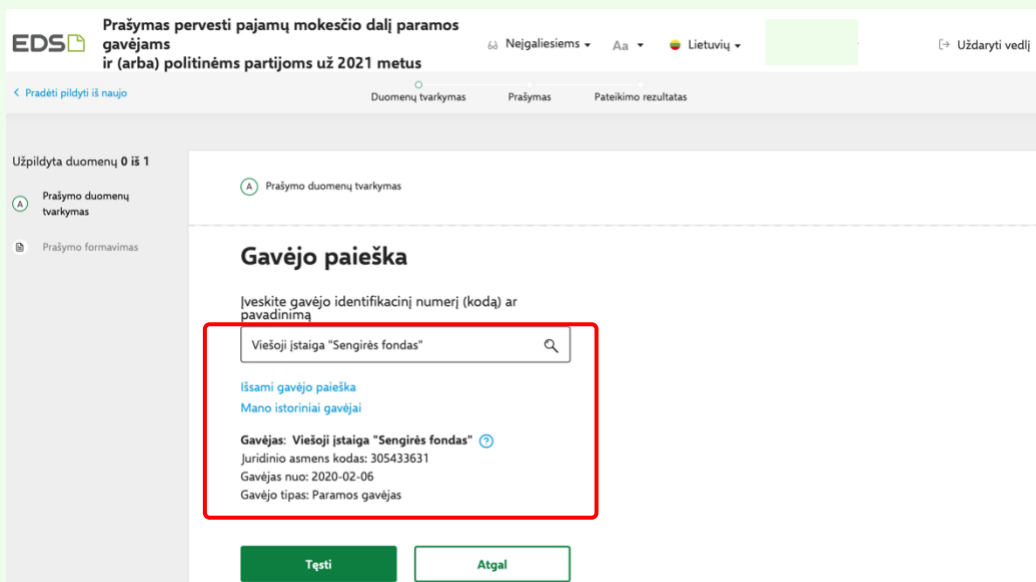 EDS
Prašymas pervesti pajamų mokesčio dalį paramos
gavėjams
ir (arba) politinėms partijoms už 2021 metus
Neįgaliesiems
Aa
Lietuvių
Uždaryti vedlį
Pradėti pildyti iš naujo
Duomenų tvarkymas
Prašymas
Pateikimo rezultatas
Užpildyta duomenų 0 iš 1
A
Prašymo duomenų
tvarkymas
Prašymo formavimas
A
Prašymo duomenų tvarkymas
Gavėjo paieška
Įveskite gavėjo identifikacinį numerį (kodą) ar
pavadinimą
Viešoji įstaiga "Sengirės fondas"
Išsami gavėjo paieška
Mano istoriniai gavėjai
Gavėjas: Viešoji įstaiga "Sengirės fondas" ?
Juridinio asmens kodas: 305433631
Gavėjas nuo: 2020-02-06
Gavėjo tipas: Paramos gavėjas
Tęsti
Atgal